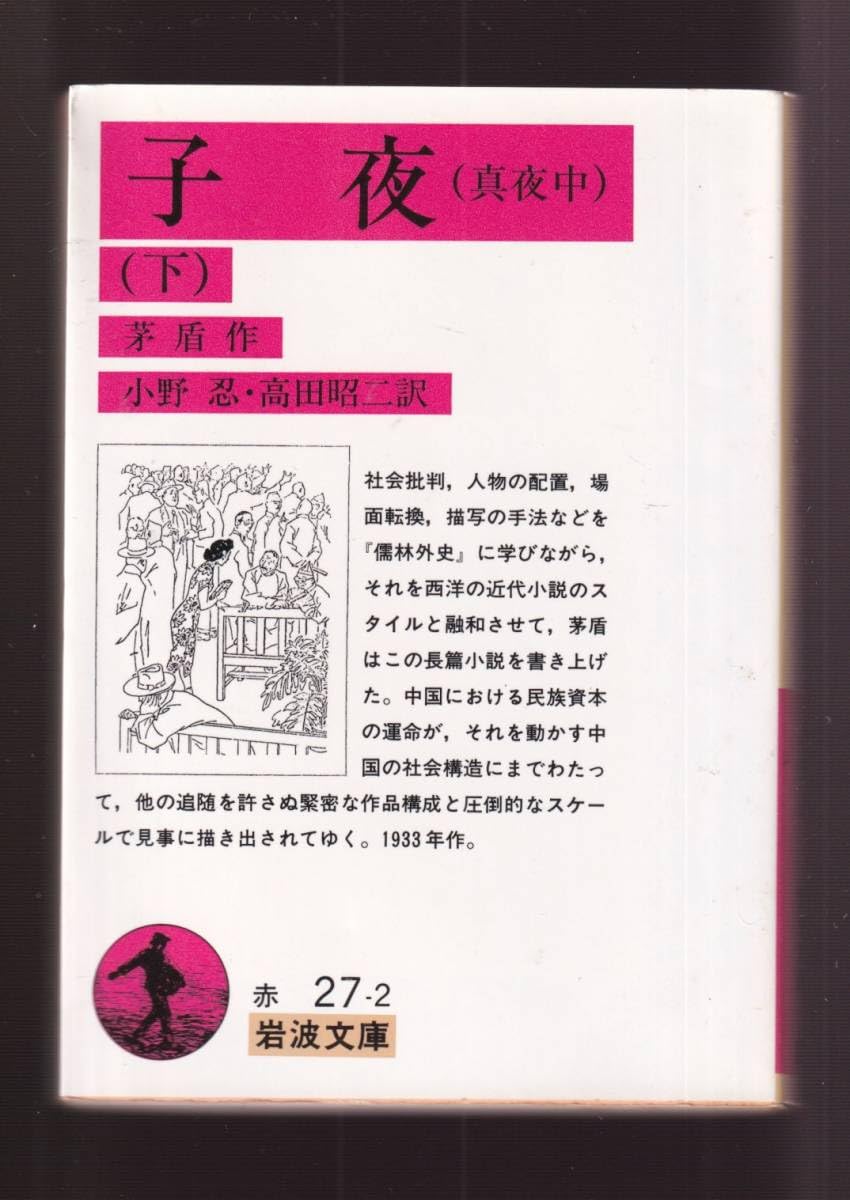 子 夜(真夜中)
(下)
茅盾作
小野 忍・高田昭二訳
社会批判,人物の配置,場
面転換,描写の手法などを
『儒林外史』に学びながら,
それを西洋の近代小説のス
タイルと融和させて,茅盾
はこの長篇小説を書き上げ
た。中国における民族資本
の運命が,それを動かす中
国の社会構造にまでわたっ
て,他の追随を許さぬ緊密な作品構成と圧倒的なスケー
ルで見事に描き出されてゆく。1933年作。
赤 27-2
岩波文庫